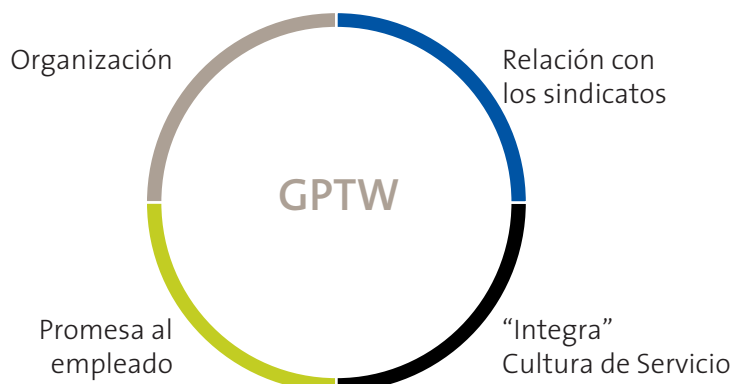 Organización
Relación con
los sindicatos
GPTW
Promesa al
empleado
“Integra”
Cultura de Servicio